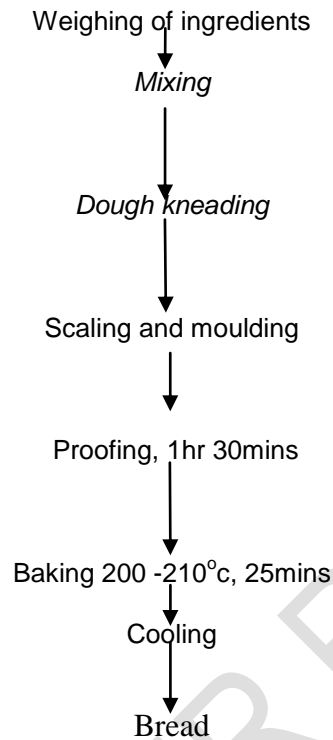 Weighing of ingredients
Mixing
Dough kneading
Scaling and moulding
Proofing, 1hr 30mins
Baking 200 -210°c, 25mins
Cooling
Bread